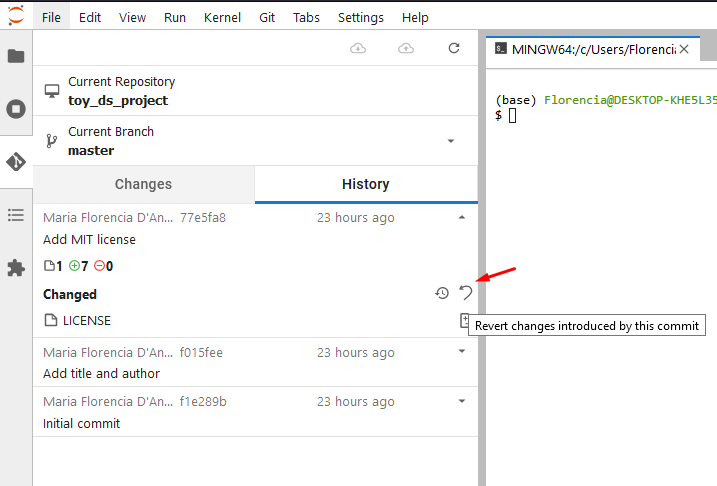 File Edit View Run Kernel Git Tabs Settings Help
MINGW64:/c/Users/Florencia
Current Repository
toy_ds_project
(base) Florencia@DESKTOP-KHE5L35
$
Current Branch
master
Changes History
Maria Florencia D'An... 77e5fa8 23 hours ago
Add MIT license
1 7 0
Changed
LICENSE
Revert changes introduced by this commit
Maria Florencia D'An... f015fee 23 hours ago
Add title and author
Maria Florencia D'An... f1e289b 23 hours ago
Initial commit